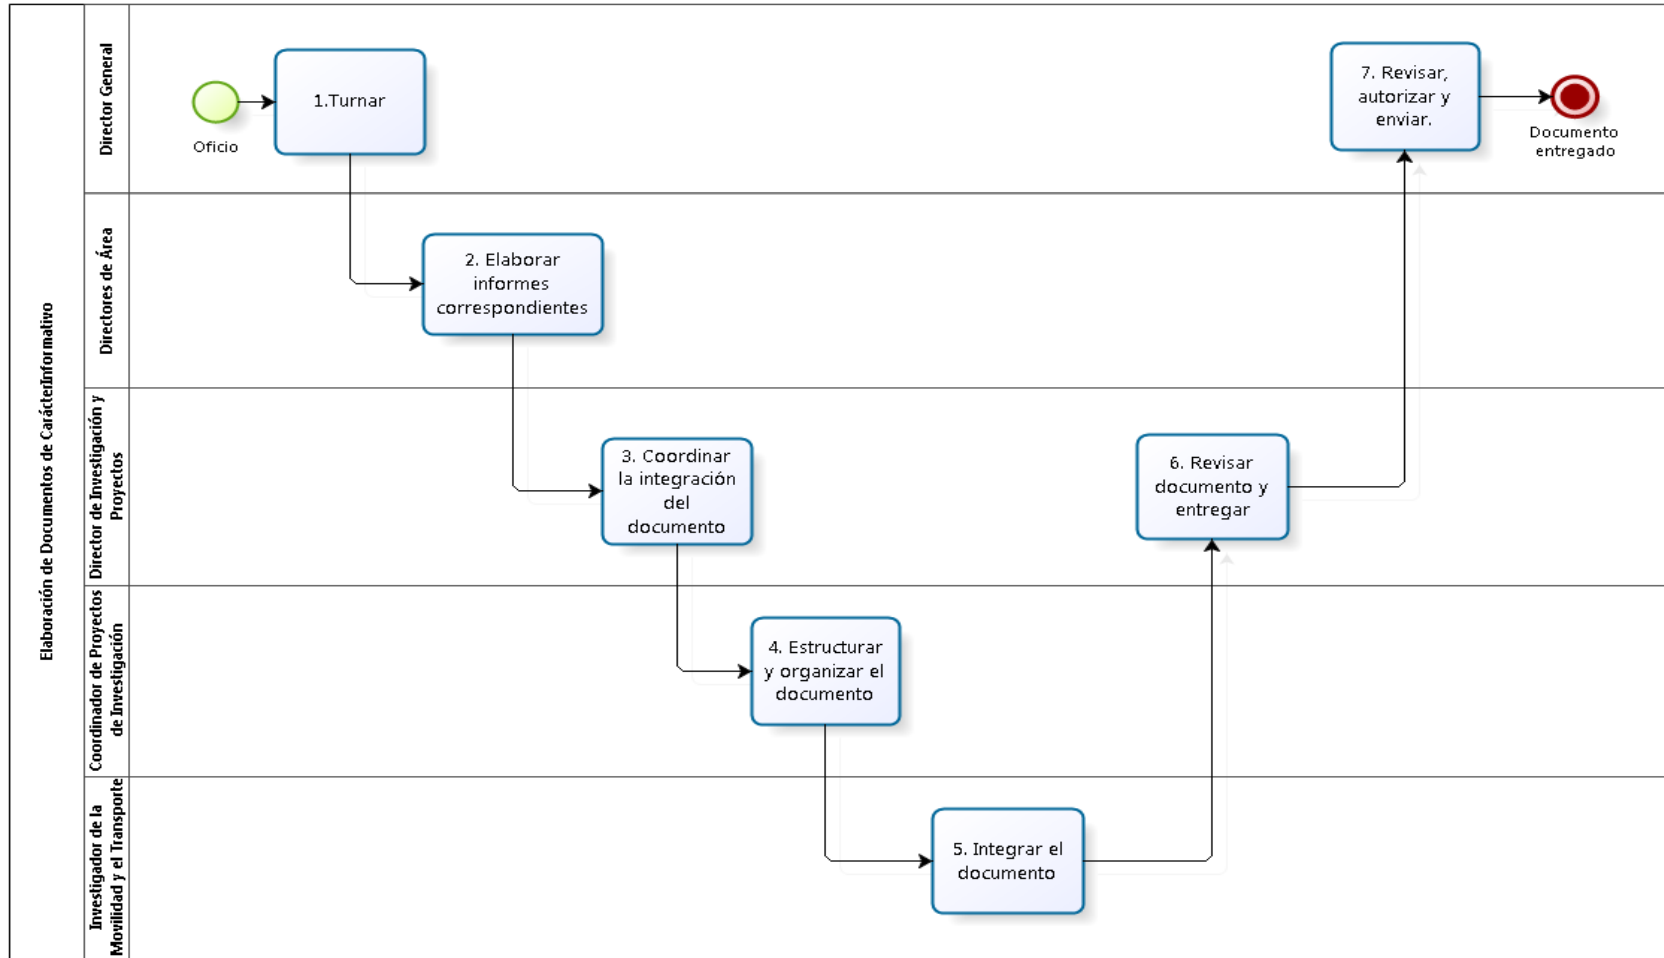 Elaboración de Documentos de CarácterInformativo
Director General
Oficio
1.Turnar
7. Revisar,
autorizar y
enviar.
Documento
entregado
Directores de Área
2. Elaborar
informes
correspondientes
Director de Investigación y
Proyectos
3. Coordinar
la integración
del
documento
6. Revisar
documento y
entregar
Coordinador de Proyectos
de Investigación
4. Estructurar
y organizar el
documento
Investigador de la
Movilidad y el Transporte
5. Integrar el
documento